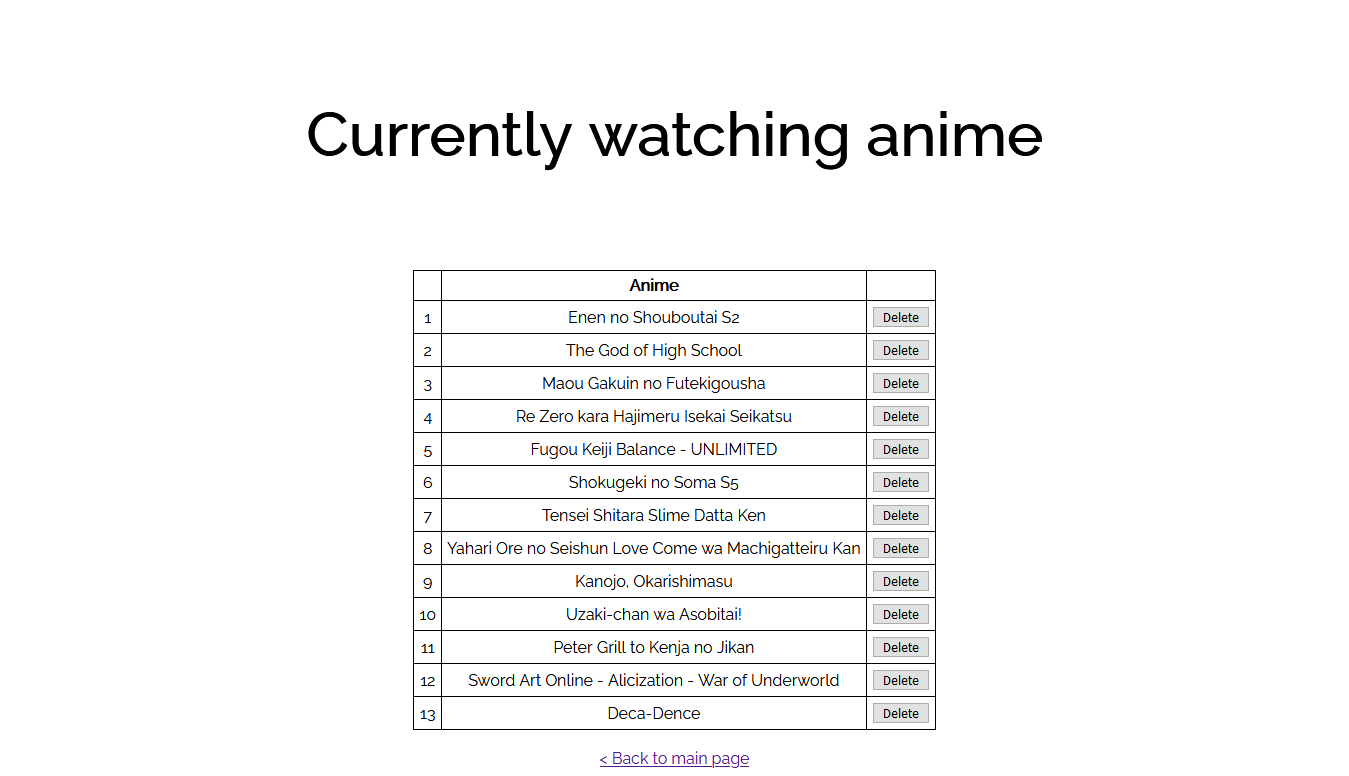 Currently watching anime
Anime
1 Enen no Shouboutai S2 Delete
2 The God of High School Delete
3 Maou Gakuin no Futekigousha Delete
4 Re Zero kara Hajimeru Isekai Seikatsu Delete
5 Fugou Keiji Balance - UNLIMITED Delete
6 Shokugeki no Soma S5 Delete
7 Tensei Shitara Slime Datta Ken Delete
8 Yahari Ore no Seishun Love Come wa Machigatteiru Kan Delete
9 Kanojo, Okarishimasu Delete
10 Uzaki-chan wa Asobitai! Delete
11 Peter Grill to Kenja no Jikan Delete
12 Sword Art Online - Alicization - War of Underworld Delete
13 Deca-Dence Delete
< Back to main page